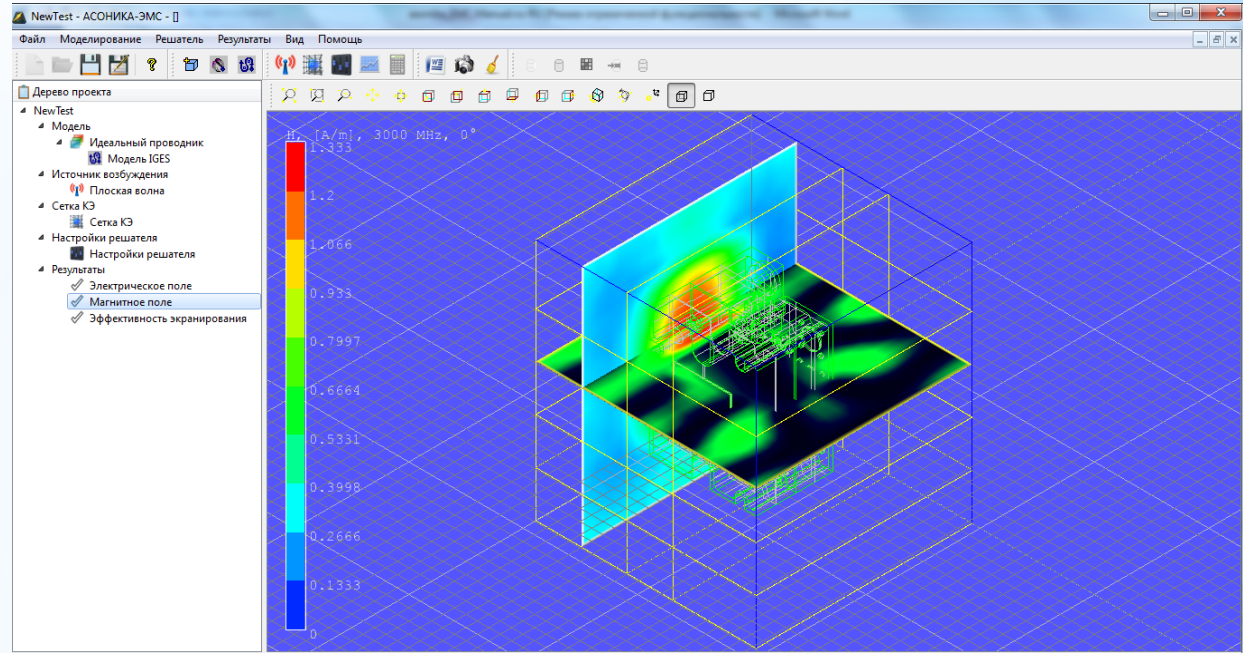 NewTest - АСОНИКА-ЭМС - []
Файл Моделирование Решатель Результаты Вид Помощь
Дерево проекта
NewTest
Модель
Идеальный проводник
Модель IGES
Источник возбуждения
Плоская волна
Сетка КЭ
Сетка КЭ
Настройки решателя
Настройки решателя
Результаты
Электрическое поле
Магнитное поле
Эффективность экранирования
H, [A/m], 3000 MHz, 0°
1.333
1.2
1.066
0.933
0.7997
0.6664
0.5331
0.3998
0.2666
0.1333
0